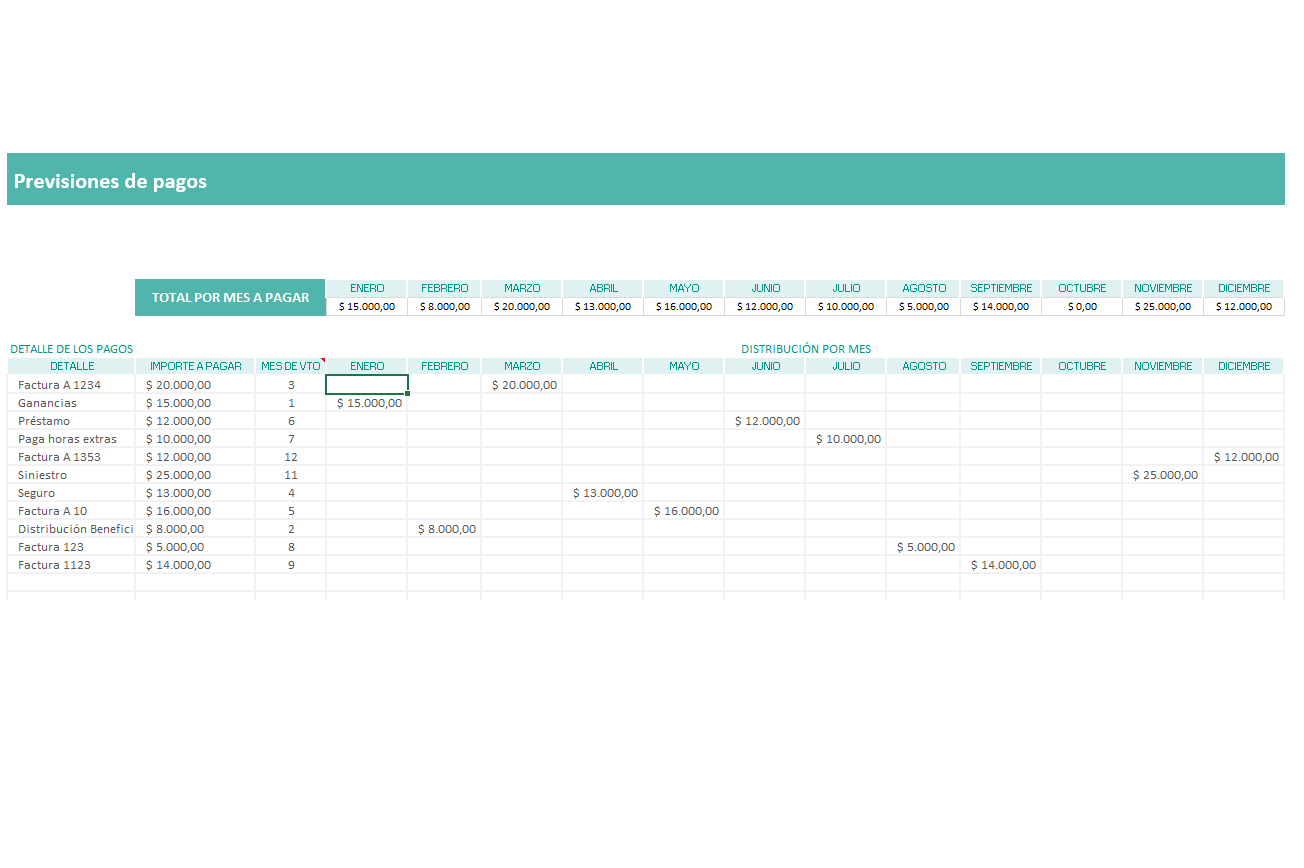 Previsiones de pagos
TOTAL POR MES A PAGAR
ENERO FEBRERO MARZO ABRIL MAYO JUNIO JULIO AGOSTO SEPTIEMBRE OCTUBRE NOVIEMBRE DICIEMBRE
$ 15.000,00 $ 8.000,00 $ 20.000,00 $ 13.000,00 $ 16.000,00 $ 12.000,00 $ 10.000,00 $ 5.000,00 $ 14.000,00 $ 0,00 $ 25.000,00 $ 12.000,00
DETALLE DE LOS PAGOS DISTRIBUCIÓN POR MES
DETALLE IMPORTE A PAGAR MES DE VTO ENERO FEBRERO MARZO ABRIL MAYO JUNIO JULIO AGOSTO SEPTIEMBRE OCTUBRE NOVIEMBRE DICIEMBRE
Factura A 1234 $ 20.000,00 3 $ 20.000,00
Ganancias $ 15.000,00 1 $ 15.000,00
Préstamo $ 12.000,00 6 $ 12.000,00
Paga horas extras $ 10.000,00 7 $ 10.000,00
Factura A 1353 $ 12.000,00 12 $ 12.000,00
Siniestro $ 25.000,00 11 $ 25.000,00
Seguro $ 13.000,00 4 $ 13.000,00
Factura A 10 $ 16.000,00 5 $ 16.000,00
Distribución Benefici $ 8.000,00 2 $ 8.000,00
Factura 123 $ 5.000,00 8 $ 5.000,00
Factura 1123 $ 14.000,00 9 $ 14.000,00